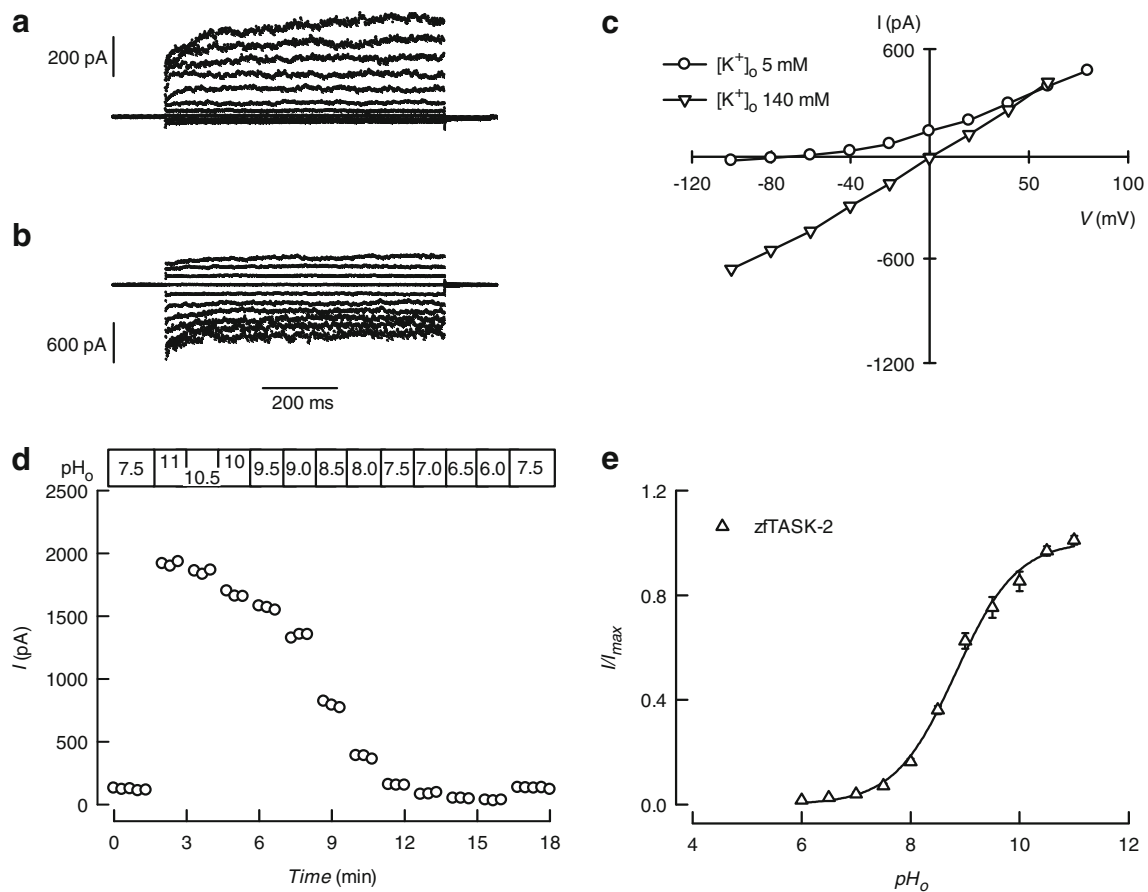 a
200 pA
b
600 pA
200 ms
c
I (pA)
600
[K+]o 5 mM
[K+]o 140 mM
-120 -80 -40 50 100
V (mV)
-600
-1200
d
pHo 7.5 11 10.5 10 9.5 9.0 8.5 8.0 7.5 7.0 6.5 6.0 7.5
2500
2000
1500
1000
500
0
I (pA)
0 3 6 9 12 15 18
Time (min)
e
1.2
0.8
0.4
0.0
I/Imax
zfTASK-2
4 6 8 10 12
pHo